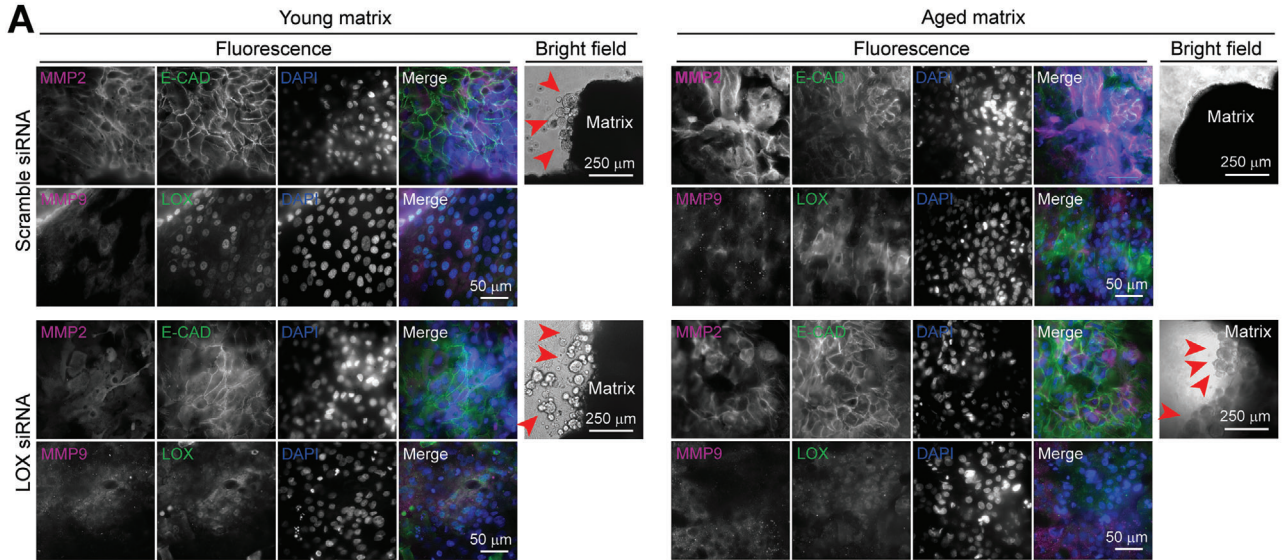 A
Young matrix
Aged matrix
Fluorescence
Bright field
Fluorescence
Bright field
Scramble siRNA
MMP2
E-CAD
DAPI
Merge
Matrix
250 μm
MMP2
E-CAD
DAPI
Merge
Matrix
250 μm
MMP9
LOX
DAPI
Merge
50 μm
MMP9
LOX
DAPI
Merge
50 μm
LOX siRNA
MMP2
E-CAD
DAPI
Merge
Matrix
250 μm
MMP2
E-CAD
DAPI
Merge
Matrix
250 μm
MMP9
LOX
DAPI
Merge
50 μm
MMP9
LOX
DAPI
Merge
50 μm